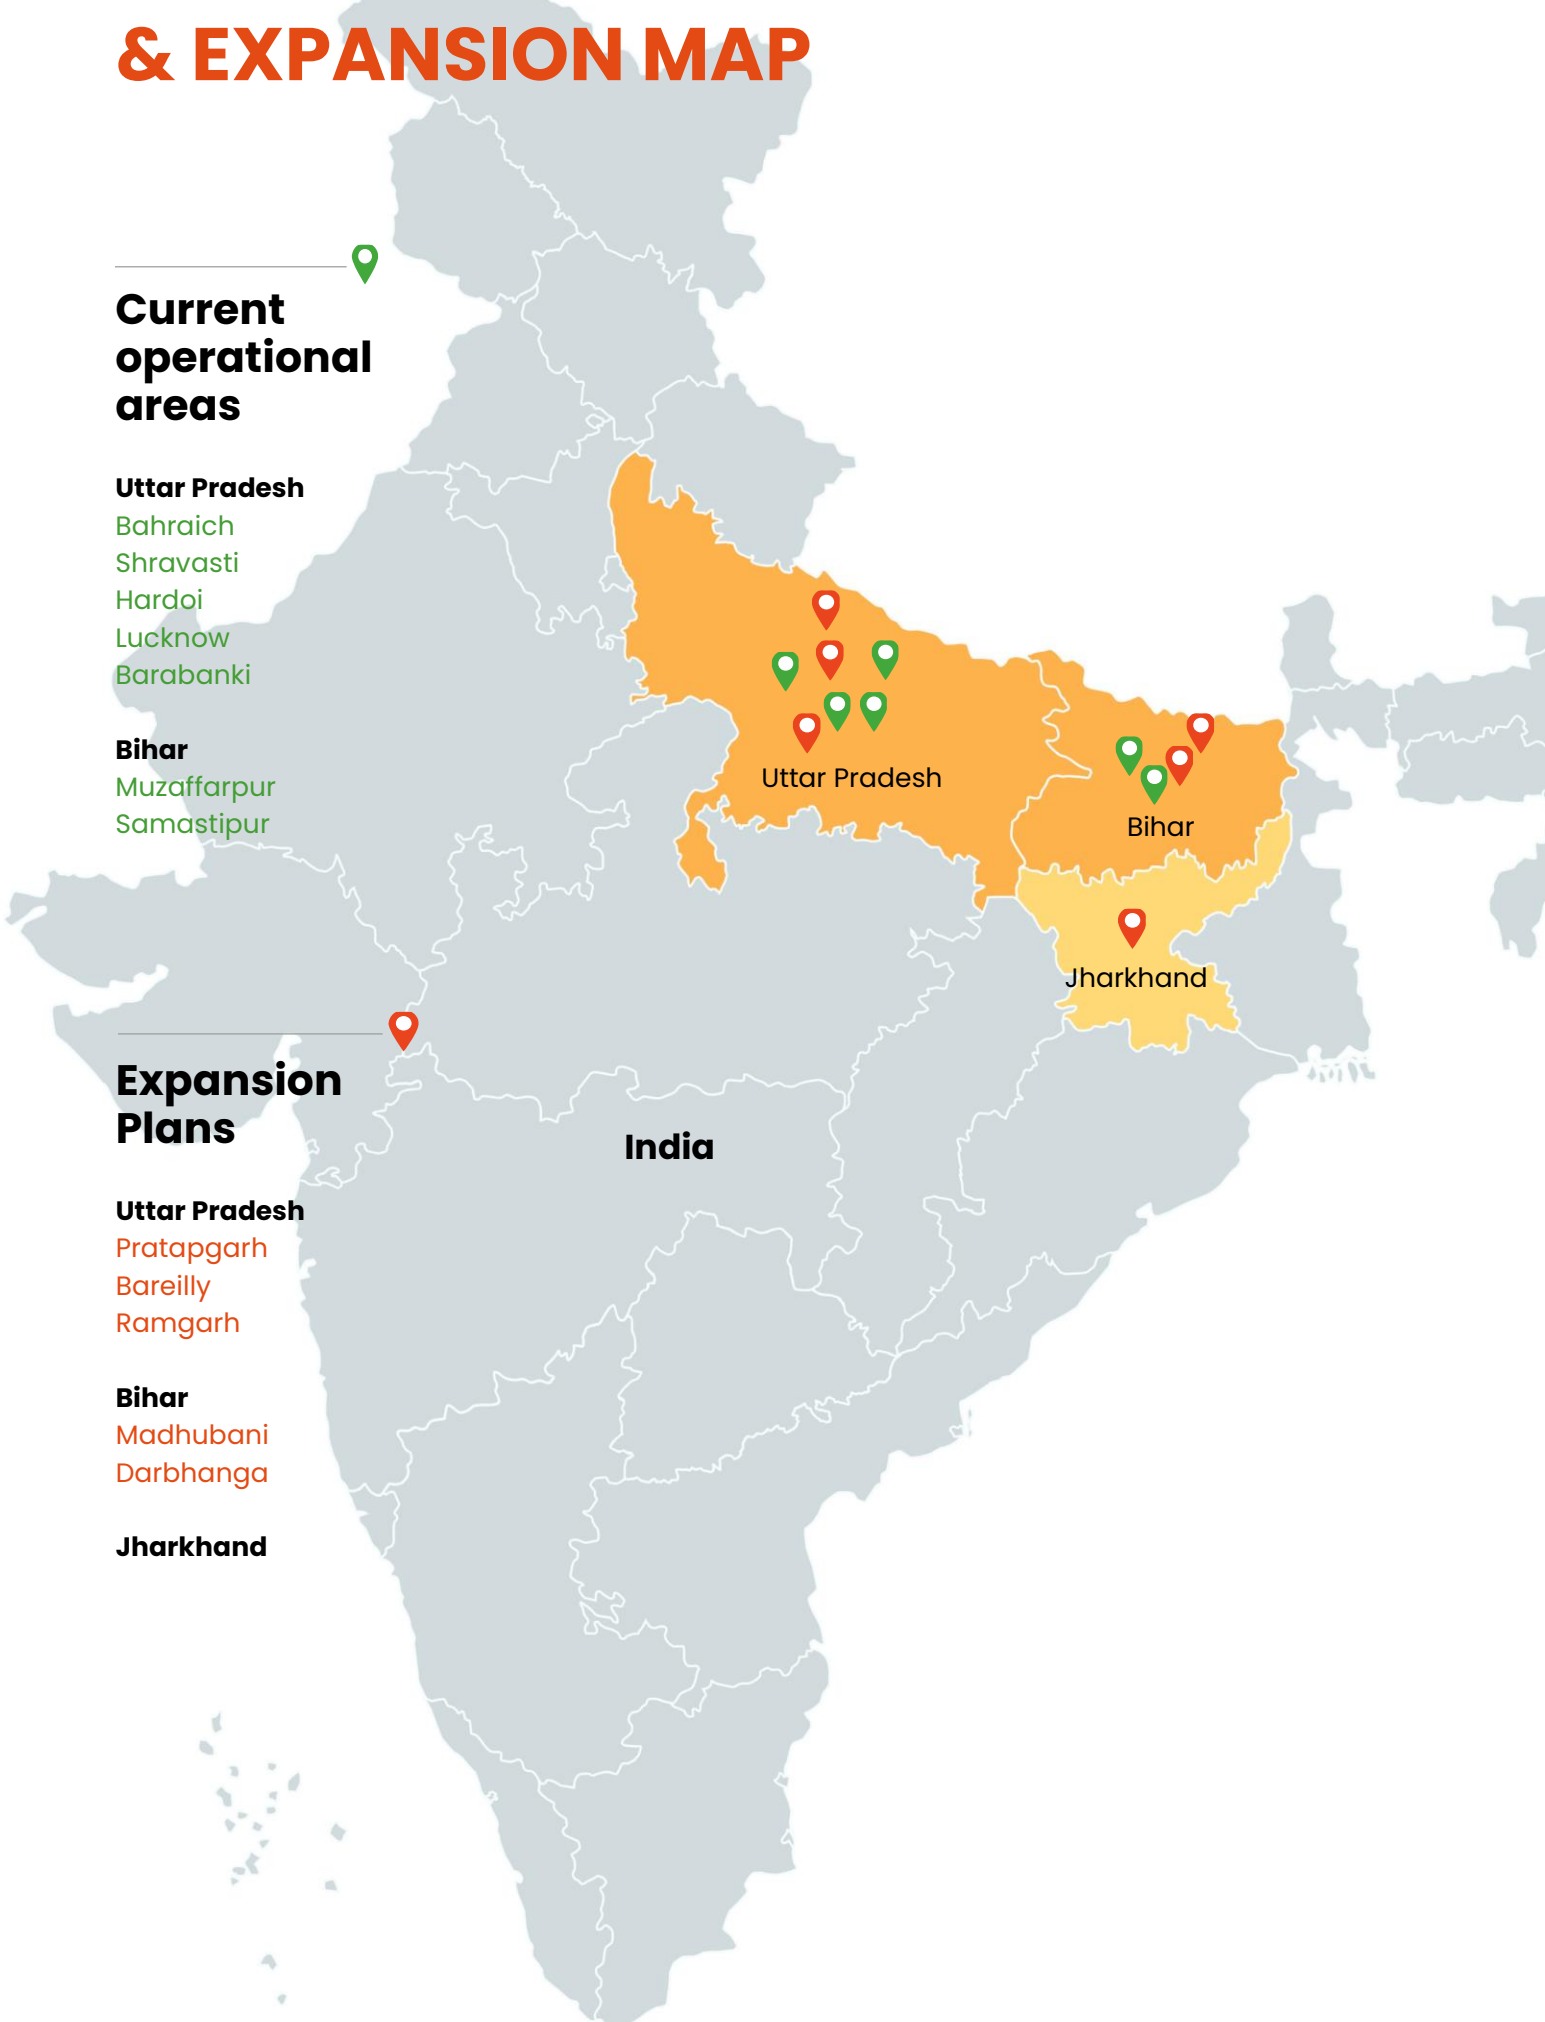 & EXPANSION MAP
Current
operational
areas
Uttar Pradesh
Bahraich
Shravasti
Hardoi
Lucknow
Barabanki
Bihar
Muzaffarpur
Samastipur
Expansion
Plans
Uttar Pradesh
Pratapgarh
Bareilly
Ramgarh
Bihar
Madhubani
Darbhanga
Jharkhand
Uttar Pradesh
Bihar
Jharkhand
India